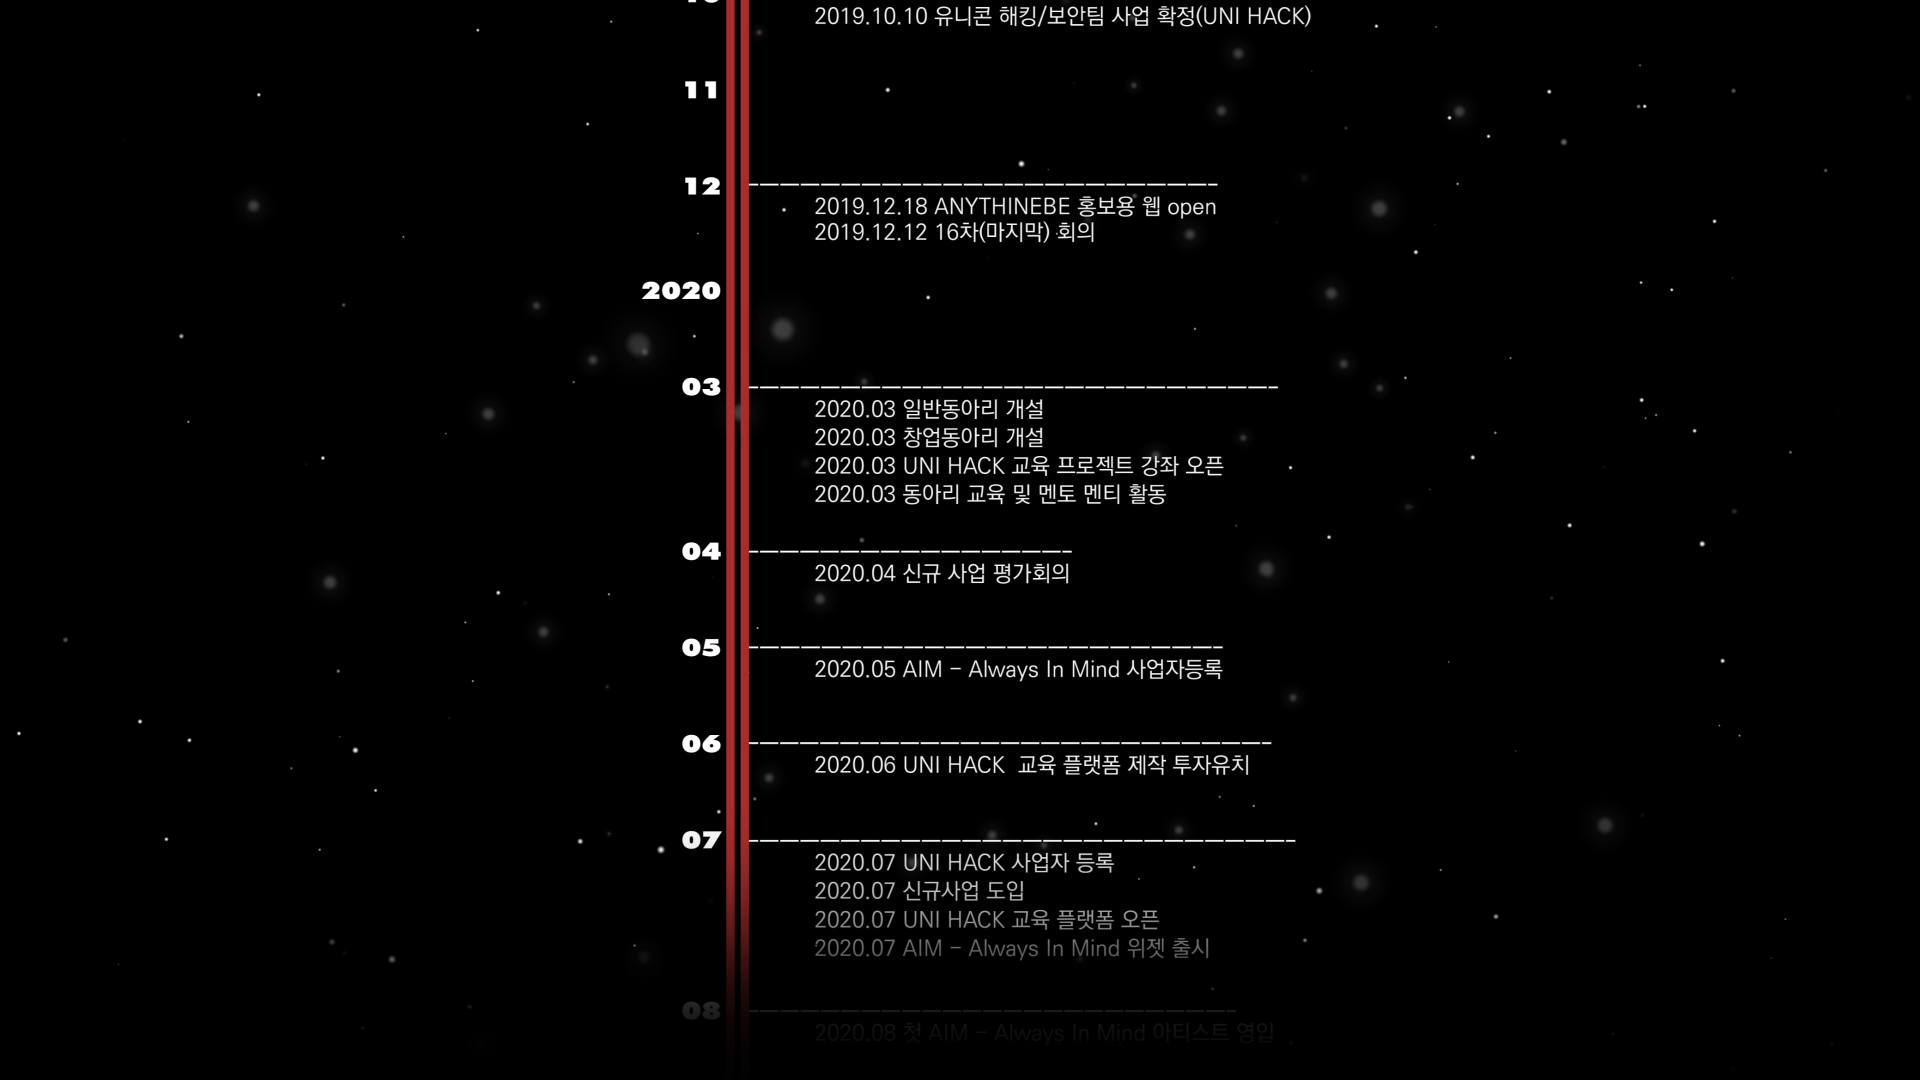 2019.10.10 유니콘 해킹/보안팀 사업 확정(UNI HACK)
11
12
2019.12.18 ANYTHINEBE 홍보용 웹 open
2019.12.12 16차(마지막) 회의
2020
03
2020.03 일반동아리 개설
2020.03 창업동아리 개설
2020.03 UNI HACK 교육 프로젝트 강좌 오픈
2020.03 동아리 교육 및 멘토 멘티 활동
04
2020.04 신규 사업 평가회의
05
2020.05 AIM - Always In Mind 사업자등록
06
2020.06 UNI HACK  교육 플랫폼 제작 투자유치
07
2020.07 UNI HACK 사업자 등록
2020.07 신규사업 도입
2020.07 UNI HACK 교육 플랫폼 오픈
2020.07 AIM - Always In Mind 위젯 출시
08
2020.08 첫 AIM - Always In Mind 아티스트 영입